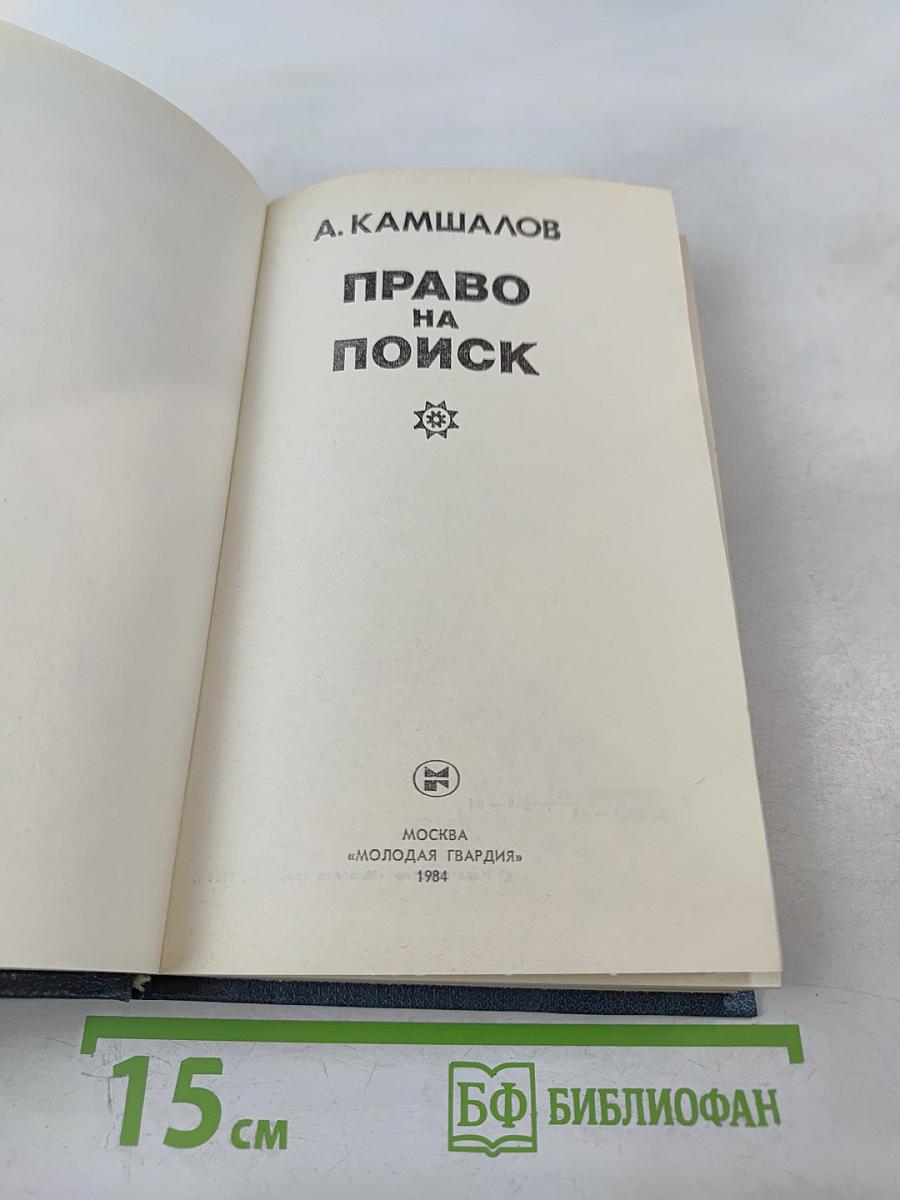 А. КАМШАЛОВ
ПРАВО
НА
ПОИСК
МОСКВА
«МОЛОДАЯ ГВАРДИЯ»
1984
15 см
БФ БИБЛИОФАН